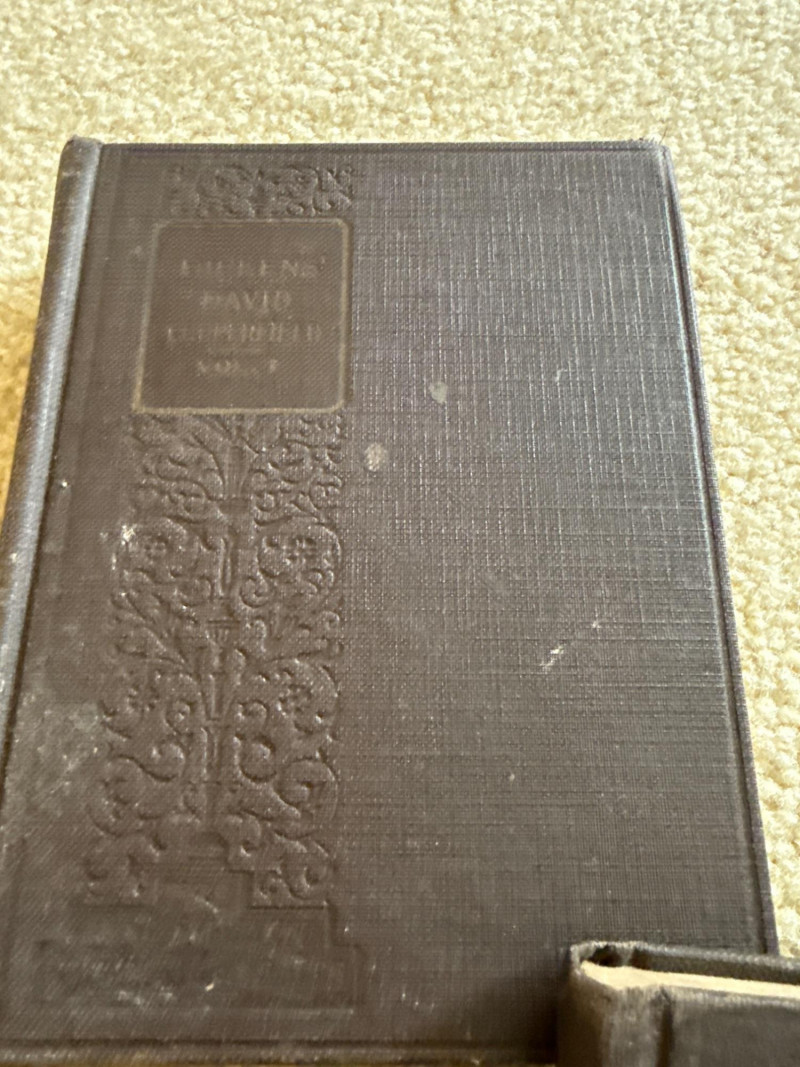 DICKENS'
DAVID
COPPERFIELD
VOL. I